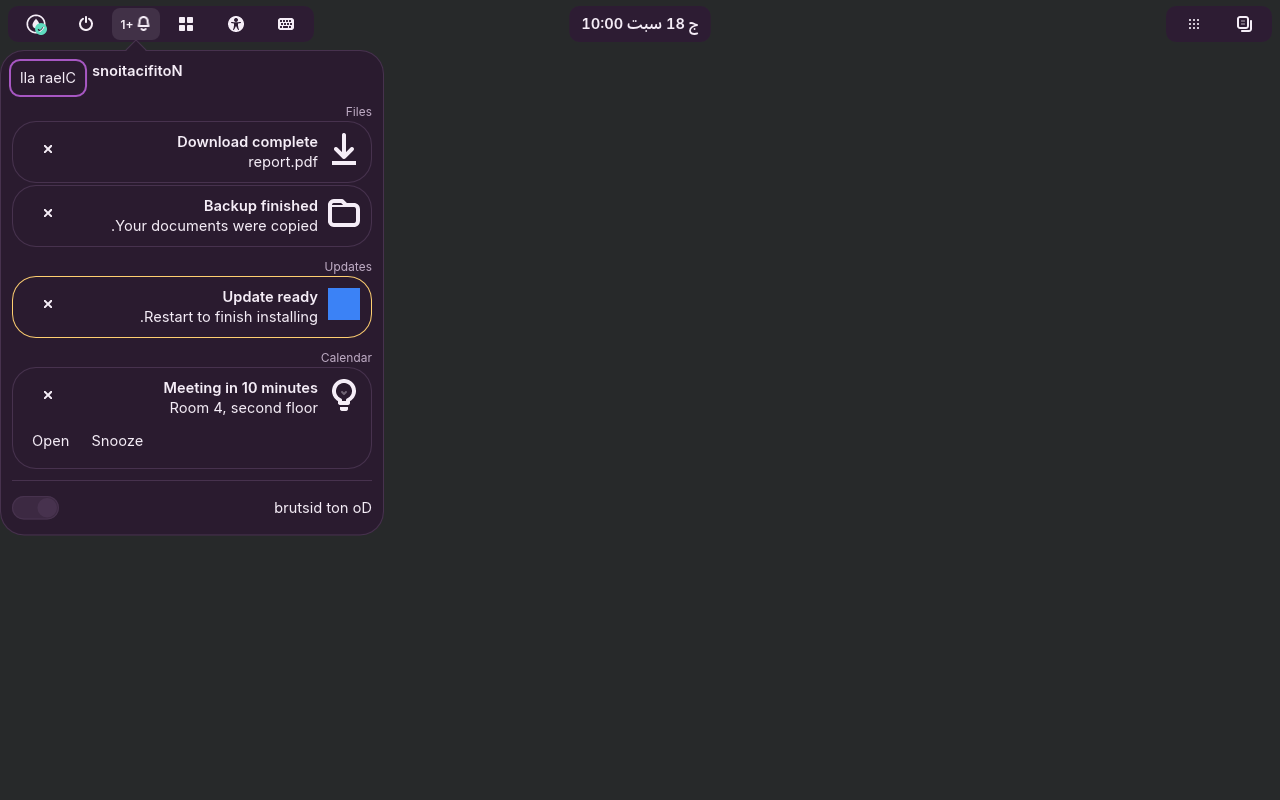 ج 18 سبت 10:00
1+
snoitacifitoN
lla raelC
Files
Download complete
report.pdf
Backup finished
.Your documents were copied
Updates
Update ready
.Restart to finish installing
Calendar
Meeting in 10 minutes
Room 4, second floor
Open Snooze
brutsid ton oD